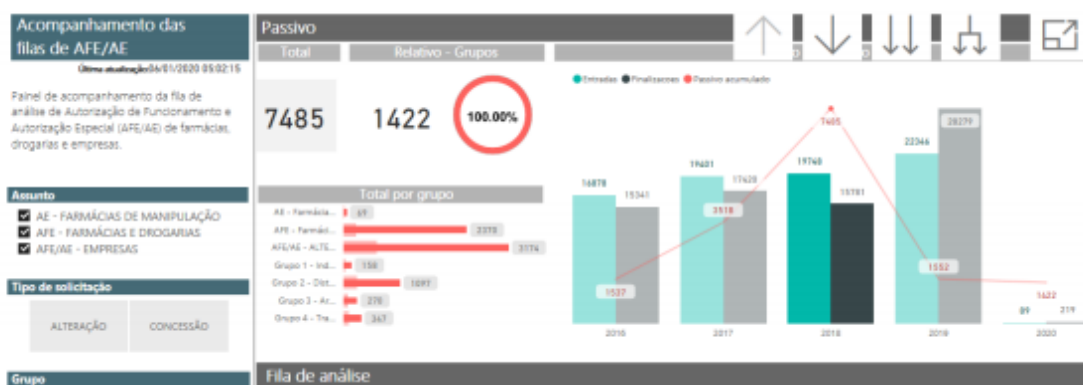 Acompanhamento das
filas de AFE/AE
Última atualização 06/01/2020 05:02:15
Painel de acompanhamento da fila de
análise de Autorização de Funcionamento e
Autorização Especial (AFE/AE) de farmácias,
drogarias e empresas.
Assunto
AE - FARMÁCIAS DE MANIPULAÇÃO
AFE - FARMÁCIAS E DROGARIAS
AFE/AE - EMPRESAS
Tipo de solicitação
ALTERAÇÃO CONCESSÃO
Grupo
Passivo
Total Relativo - Grupos
7485 1422 100.00%
Total por grupo
AE - Farmácia... 69
AFE - Farmáci... 2370
AFE/AE - ALTE... 3174
Grupo 1 - Ind... 158
Grupo 2 - Dist... 1097
Grupo 3 - Ar... 270
Grupo 4 - Tra... 347
Entradas Finalizacoes Passivo acumulado
7485
28279
22346
19601 19748
16878 17620
15341 15781
3518
1552
1537 1422
89 219
2016 2017 2018 2019 2020
Fila de análise